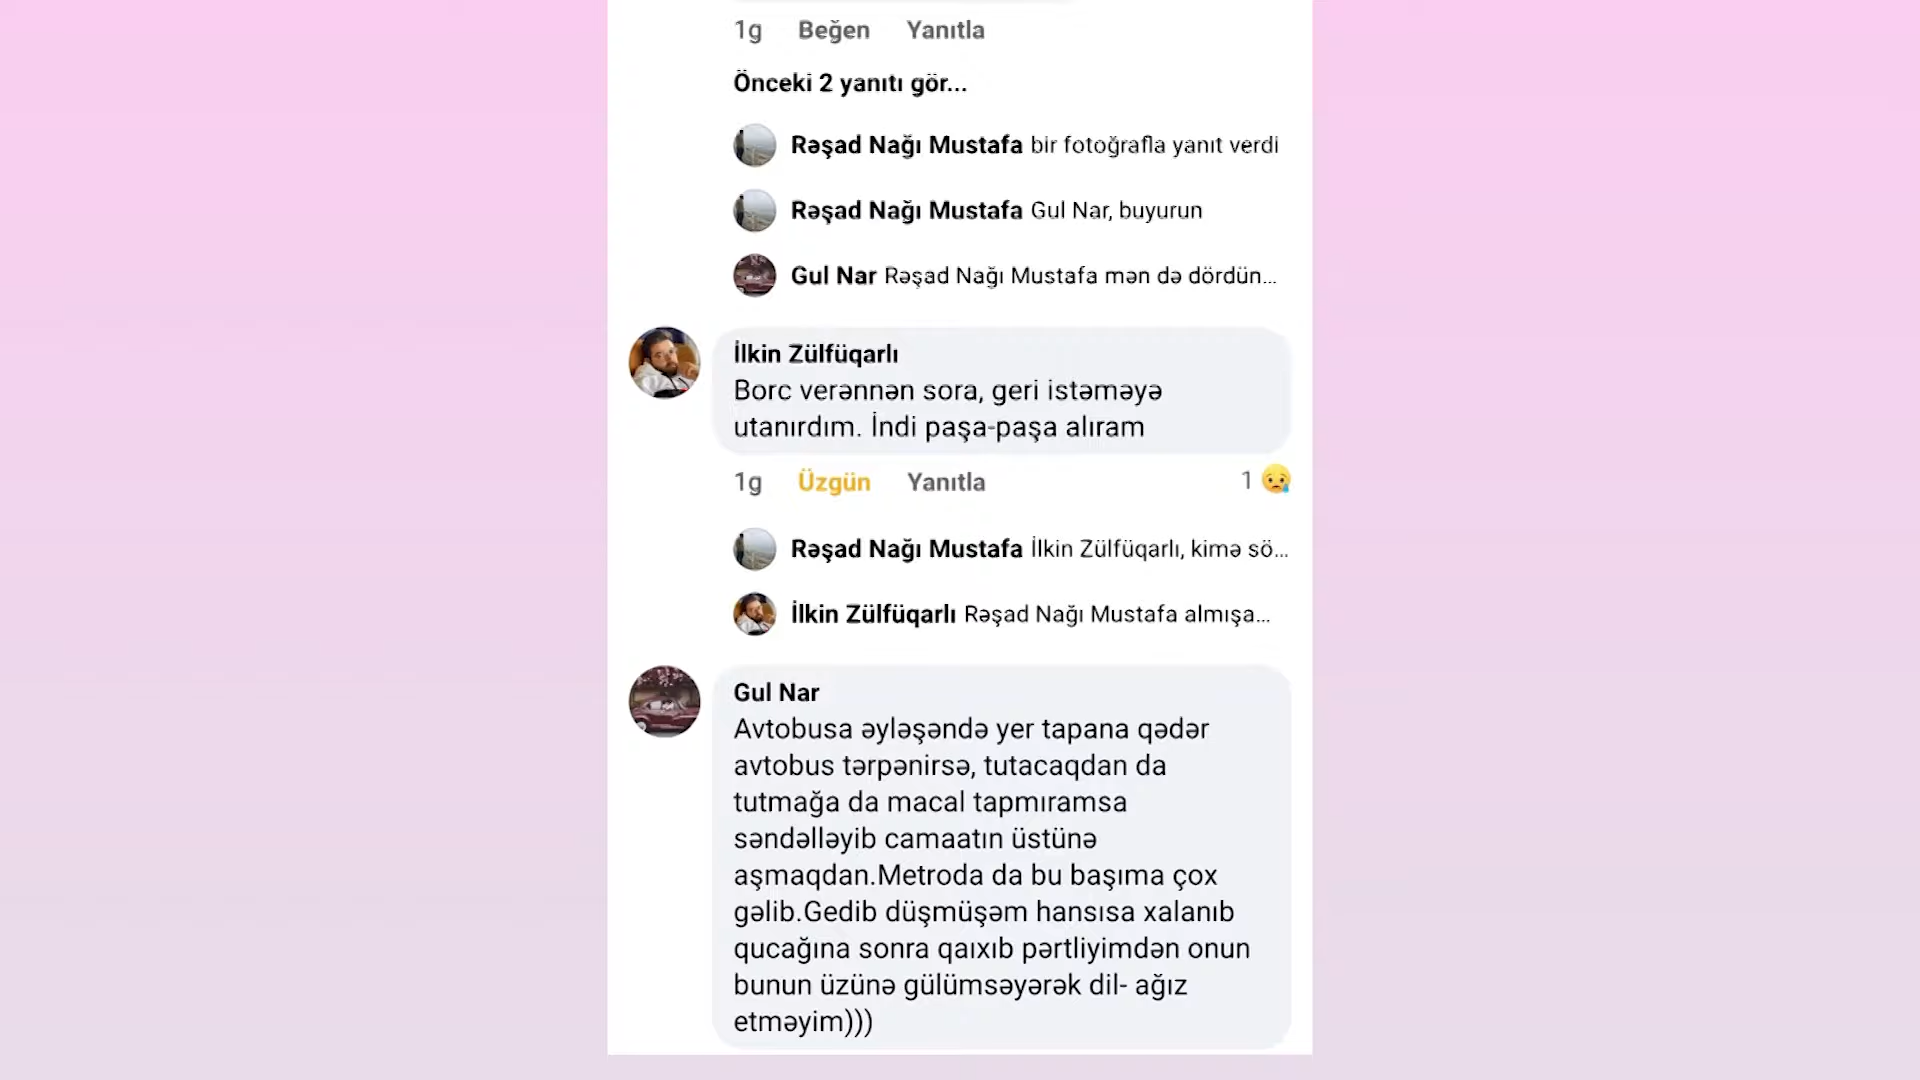 1g Beğen Yanıtla
Önceki 2 yanıtı gör...
Rəşad Nağı Mustafa bir fotoğrafla yanıt verdi
Rəşad Nağı Mustafa Gul Nar, buyurun
Gul Nar Rəşad Nağı Mustafa mən də dördün...
İlkin Zülfüqarlı
Borc verənnən sora, geri istəməyə
utanırdım. İndi paşa-paşa alıram
1g Üzgün Yanıtla 1
Rəşad Nağı Mustafa İlkin Zülfüqarlı, kimə sö...
İlkin Zülfüqarlı Rəşad Nağı Mustafa almışa...
Gul Nar
Avtobusa əyləşəndə yer tapana qədər
avtobus tərpənirsə, tutacaqdan da
tutmağa da macal tapmıramsa
səndəlləyib camaatın üstünə
aşmaqdan.Metroda da bu başıma çox
gəlib.Gedib düşmüşəm hansısa xalanıb
qucağına sonra qaıxıb pərtliyimdən onun
bunun üzünə gülümsəyərək dil- ağız
etməyim)))